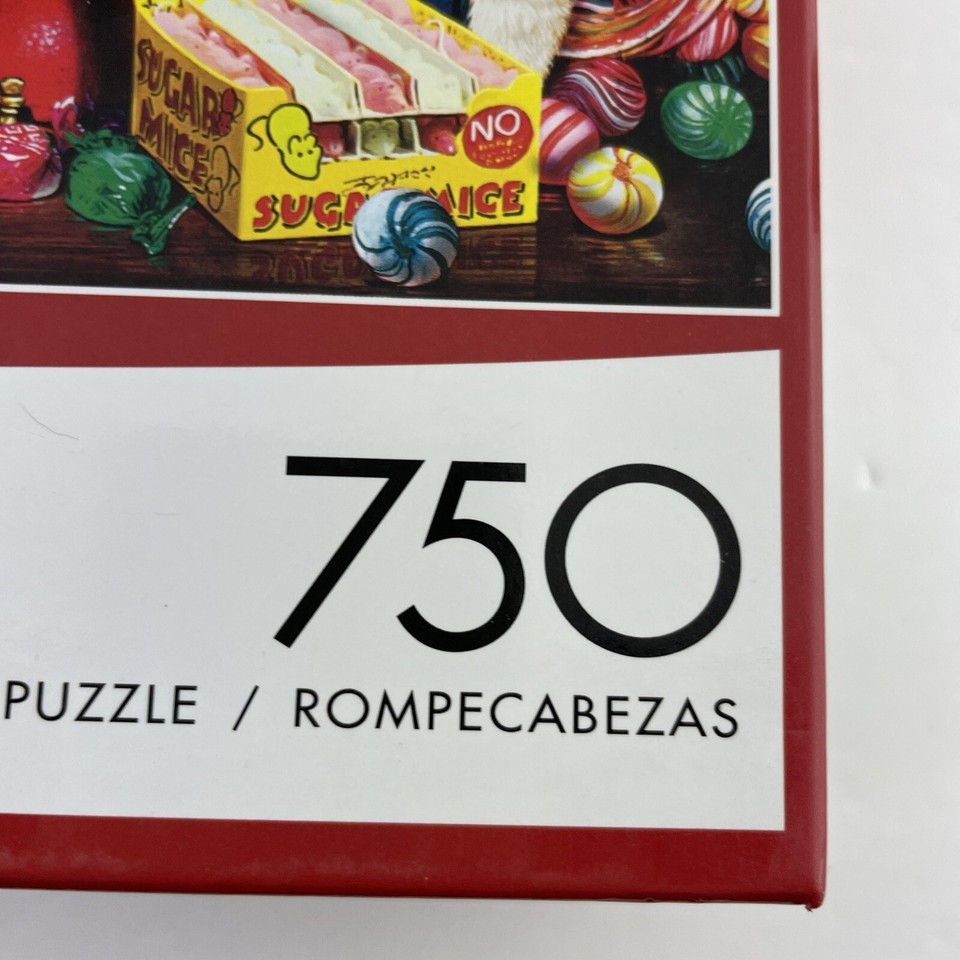 SUGAR
MICE
NO
SUGAR MICE
750
PUZZLE / ROMPECABEZAS